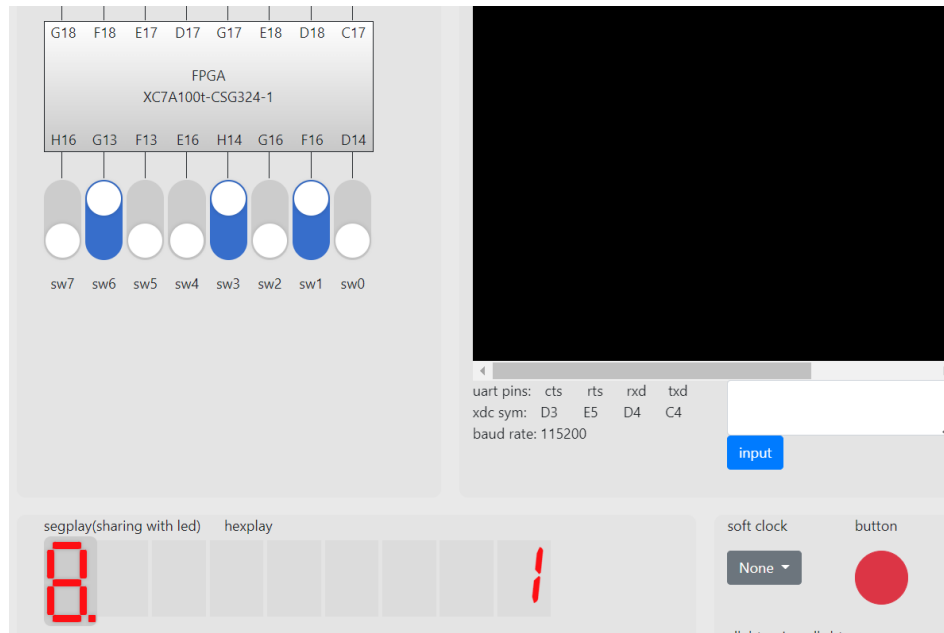 G18 F18 E17 D17 G17 E18 D18 C17
FPGA
XC7A100t-CSG324-1
H16 G13 F13 E16 H14 G16 F16 D14
sw7 sw6 sw5 sw4 sw3 sw2 sw1 sw0
uart pins: cts rts rxd txd
xdc sym: D3 E5 D4 C4
baud rate: 115200
input
segplay(sharing with led) hexplay
8. 1
soft clock button
None